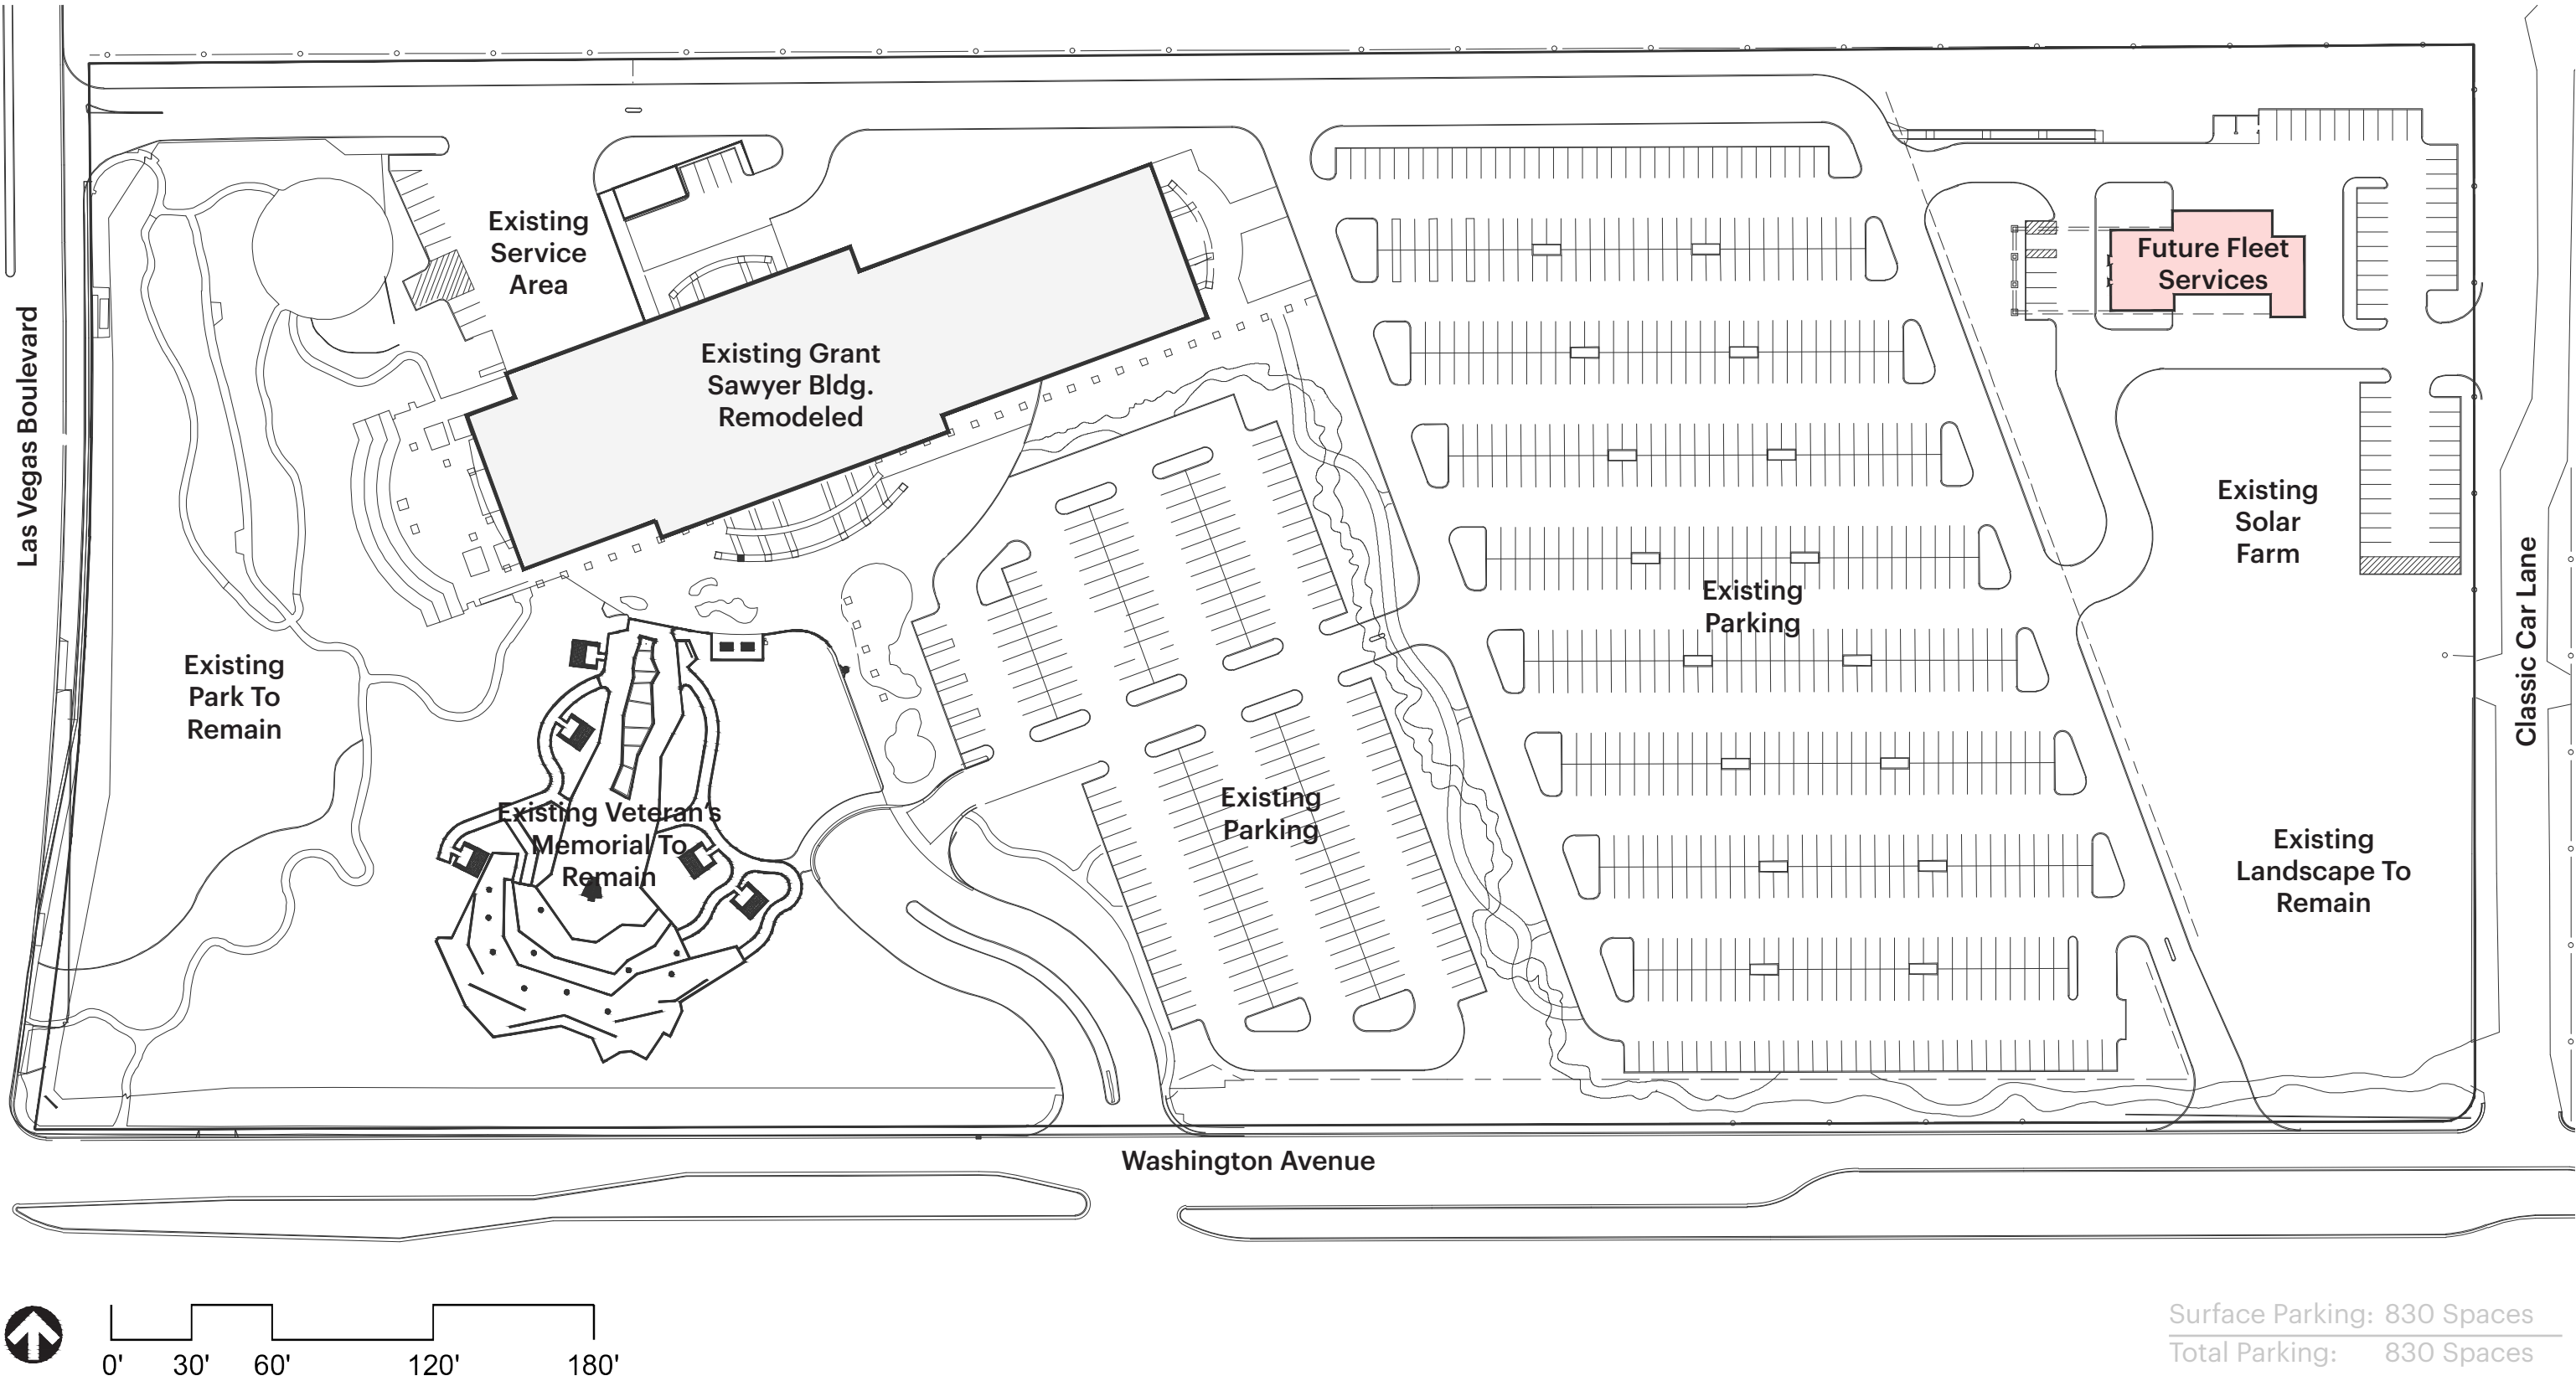 Existing
Service
Area
Future Fleet
Services
Las Vegas Boulevard
Existing Grant
Sawyer Bldg.
Remodeled
Existing
Solar
Farm
Classic Car Lane
Existing
Parking
Existing
Park To
Remain
Existing
Parking
Existing Veteran's
Memorial To
Remain
Existing
Landscape To
Remain
Washington Avenue
0' 30' 60' 120' 180'
Surface Parking: 830 Spaces
Total Parking: 830 Spaces